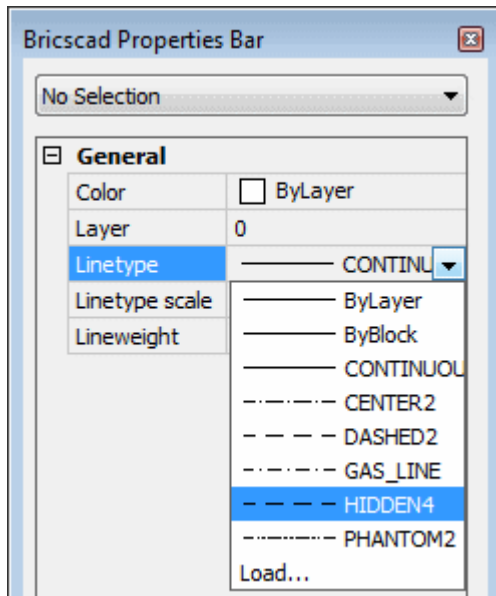 Bricscad Properties Bar
No Selection
General
Color ByLayer
Layer 0
Linetype CONTINU
Linetype scale
Lineweight
ByLayer
ByBlock
CONTINUOU
CENTER2
DASHED2
GAS_LINE
HIDDEN4
PHANTOM2
Load...